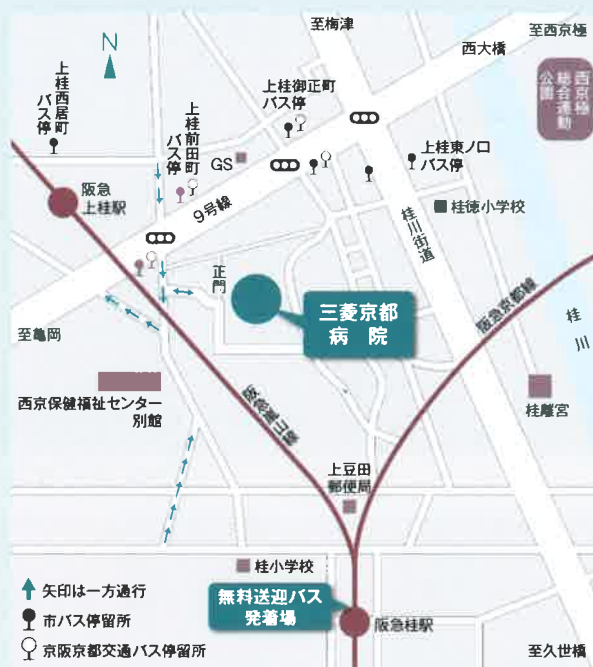 至梅津
至西京極
西大橋
N
西京極
総合運動
公園
上桂西居町
バス停
上桂前田町
バス停
上桂御正町
バス停
上桂東ノ口
バス停
GS
阪急
上桂駅
9号線
桂徳小学校
桂川街道
正門
三菱京都
病 院
阪急京都線
桂川
至亀岡
西京保健福祉センター
別館
阪急嵐山線
桂離宮
上豆田
郵便局
桂小学校
矢印は一方通行
無料送迎バス
発着場
市バス停留所
阪急桂駅
京阪京都交通バス停留所
至久世橋